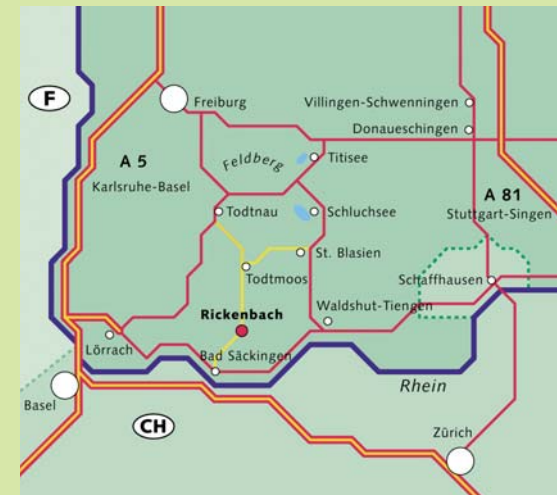 F
Freiburg
Villingen-Schwenningen
Donaueschingen
A 5
Karlsruhe-Basel
Feldberg
Titisee
A 81
Stuttgart-Singen
Todtnau
Schluchsee
St. Blasien
Todtmoos
Schaffhausen
Rickenbach
Waldshut-Tiengen
Lörrach
Bad Säckingen
Rhein
Basel
CH
Zürich